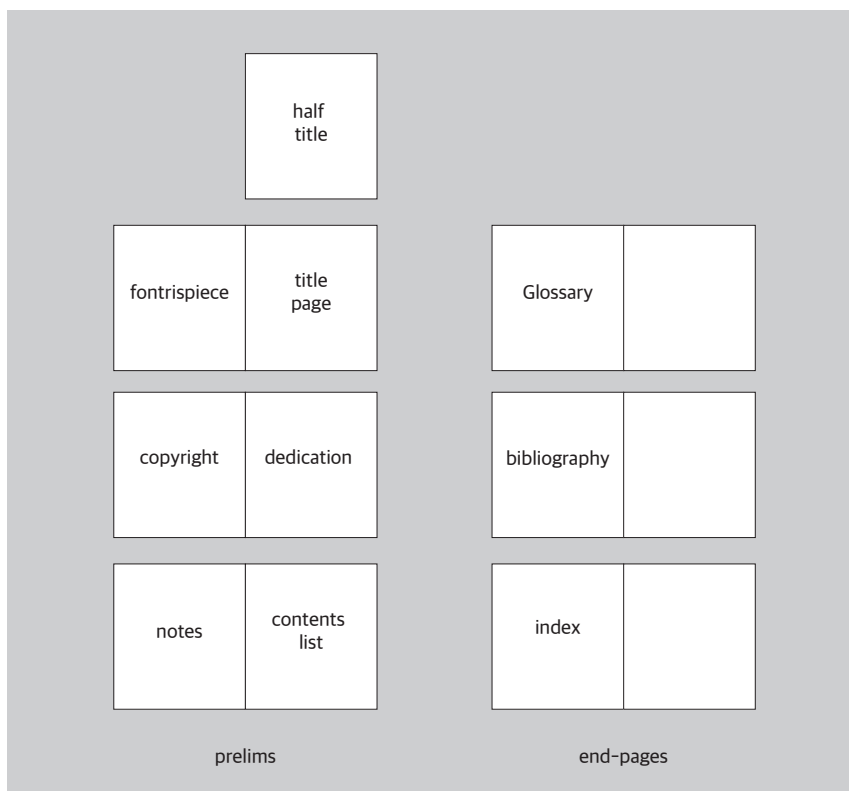 half
title
fontrispiece
title
page
Glossary
copyright
dedication
bibliography
notes
contents
list
index
prelims
end-pages